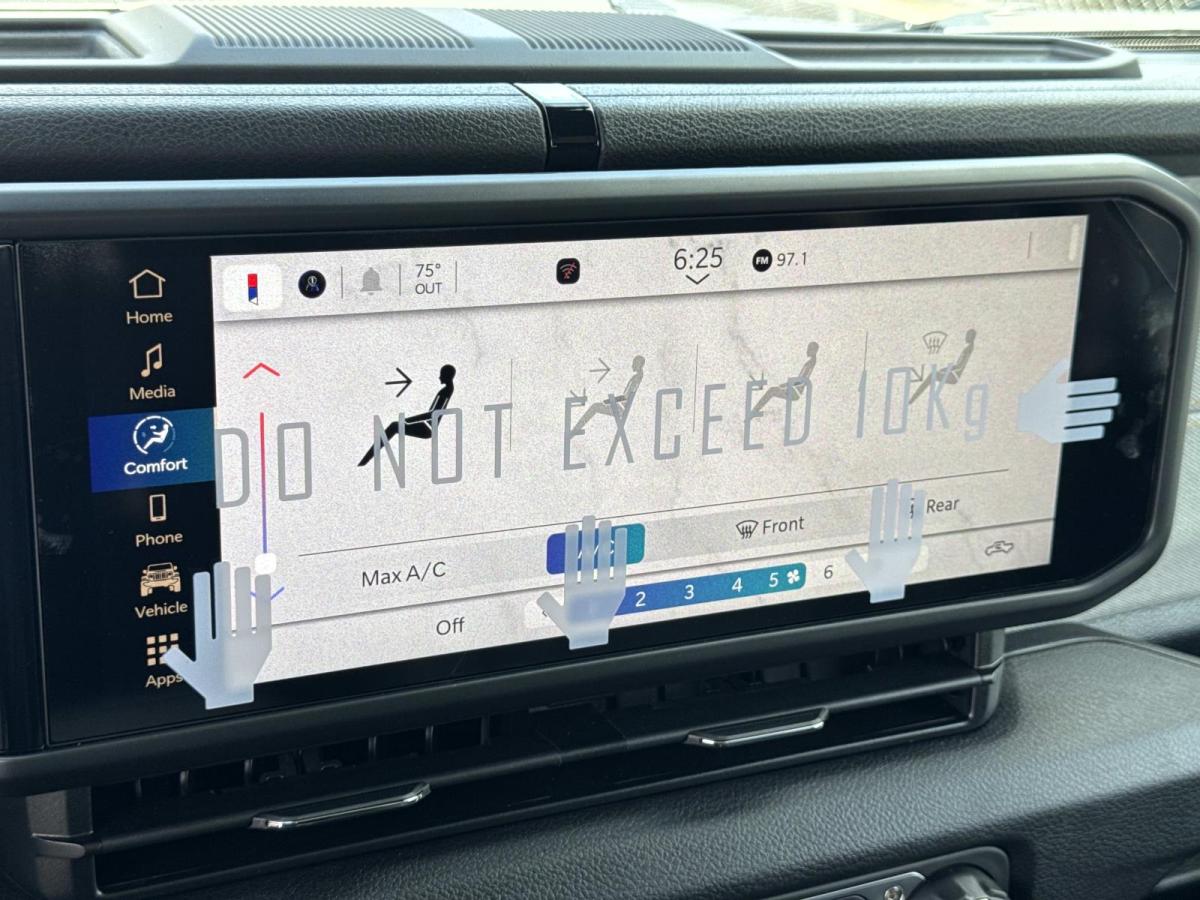 75°
OUT
6:25
FM 97.1
Home
Media
Comfort
Phone
Vehicle
Apps
DO NOT EXCEED 10Kg
Max A/C
Front
Rear
Off
2 3 4 5 6